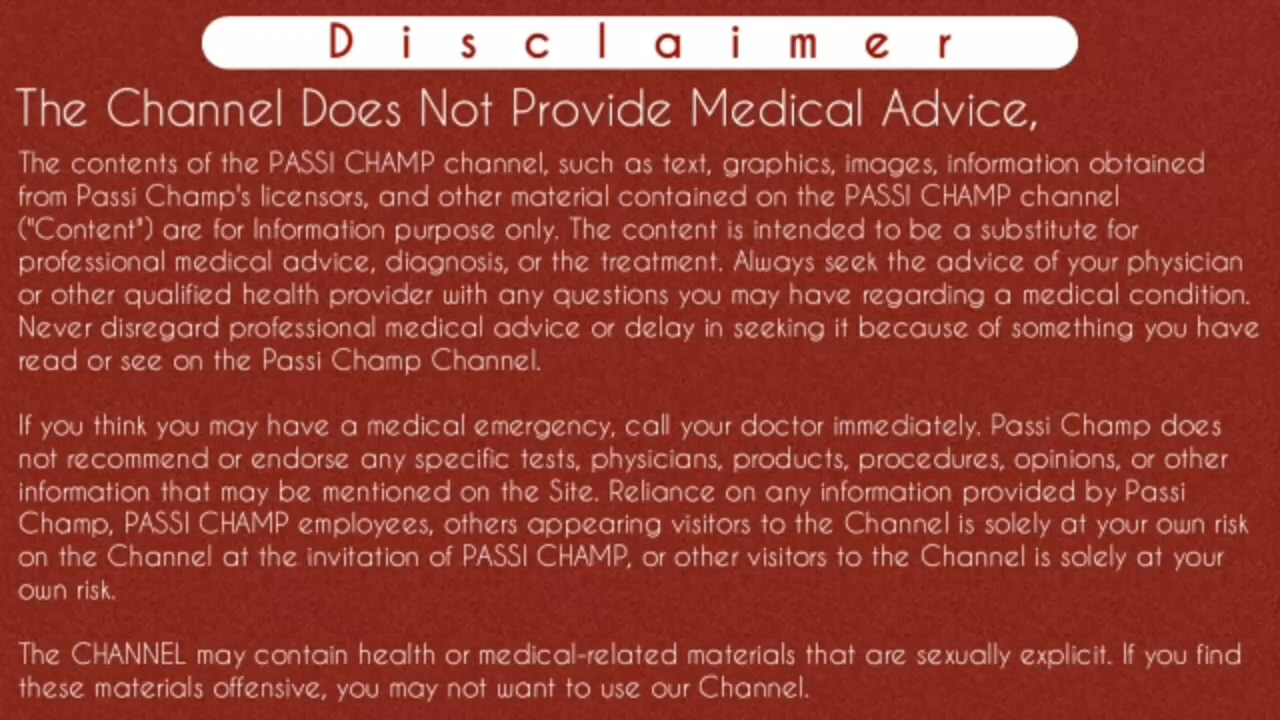 Disclaimer
The Channel Does Not Provide Medical Advice,
The contents of the PASSI CHAMP channel, such as text, graphics, images, information obtained
from Passi Champ's licensors, and other material contained on the PASSI CHAMP channel
("Content") are for Information purpose only. The content is intended to be a substitute for
professional medical advice, diagnosis, or the treatment. Always seek the advice of your physician
or other qualified health provider with any questions you may have regarding a medical condition.
Never disregard professional medical advice or delay in seeking it because of something you have
read or see on the Passi Champ Channel.
If you think you may have a medical emergency, call your doctor immediately. Passi Champ does
not recommend or endorse any specific tests, physicians, products, procedures, opinions, or other
information that may be mentioned on the Site. Reliance on any information provided by Passi
Champ, PASSI CHAMP employees, others appearing visitors to the Channel is solely at your own risk
on the Channel at the invitation of PASSI CHAMP, or other visitors to the Channel is solely at your
own risk.
The CHANNEL may contain health or medical-related materials that are sexually explicit. If you find
these materials offensive, you may not want to use our Channel.